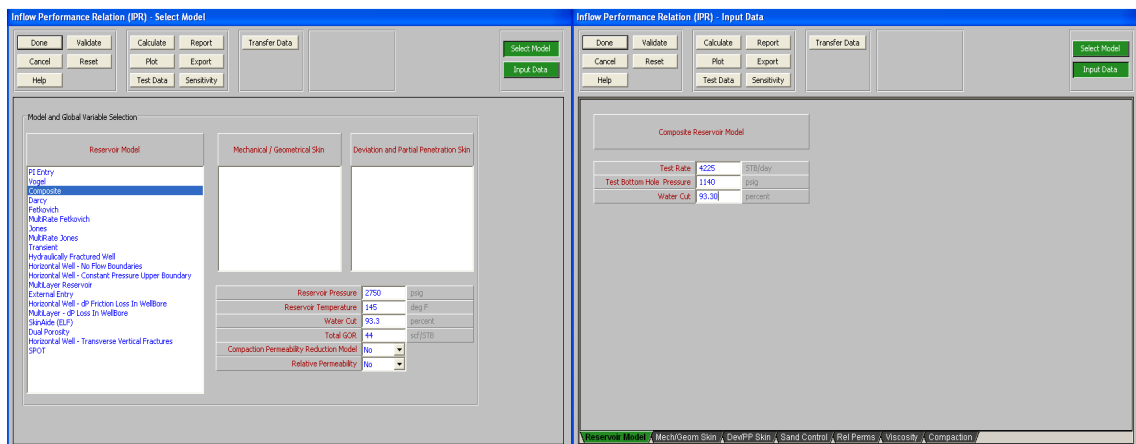 Inflow Performance Relation (IPR) - Select Model
Done Validate Calculate Report Transfer Data
Cancel Reset Plot Export
Help Test Data Sensitivity
Select Model
Input Data
Model and Global Variable Selection
Reservoir Model
Mechanical / Geometrical Skin
Deviation and Partial Penetration Skin
PI Entry
Vogel
Composite
Darcy
Fetkovich
MultiRate Fetkovich
Jones
MultiRate Jones
Transient
Hydraulically Fractured Well
Horizontal Well - No Flow Boundaries
Horizontal Well - Constant Pressure Upper Boundary
MultiLayer Reservoir
External Entry
Horizontal Well - dP Friction Loss In WellBore
MultiLayer - dP Loss In WellBore
SkinAide (ELF)
Dual Porosity
Horizontal Well - Transverse Vertical Fractures
SPOT
Reservoir Pressure 2750 psig
Reservoir Temperature 145 deg F
Water Cut 93.3 percent
Total GOR 44 scf/STB
Compaction Permeability Reduction Model No
Relative Permeability No
Inflow Performance Relation (IPR) - Input Data
Done Validate Calculate Report Transfer Data
Cancel Reset Plot Export
Help Test Data Sensitivity
Select Model
Input Data
Composite Reservoir Model
Test Rate 4225 STB/day
Test Bottom Hole Pressure 1140 psig
Water Cut 93.30 percent
Reservoir Model Mech/Geom Skin Dev/PP Skin Sand Control Rel Perms Viscosity Compaction